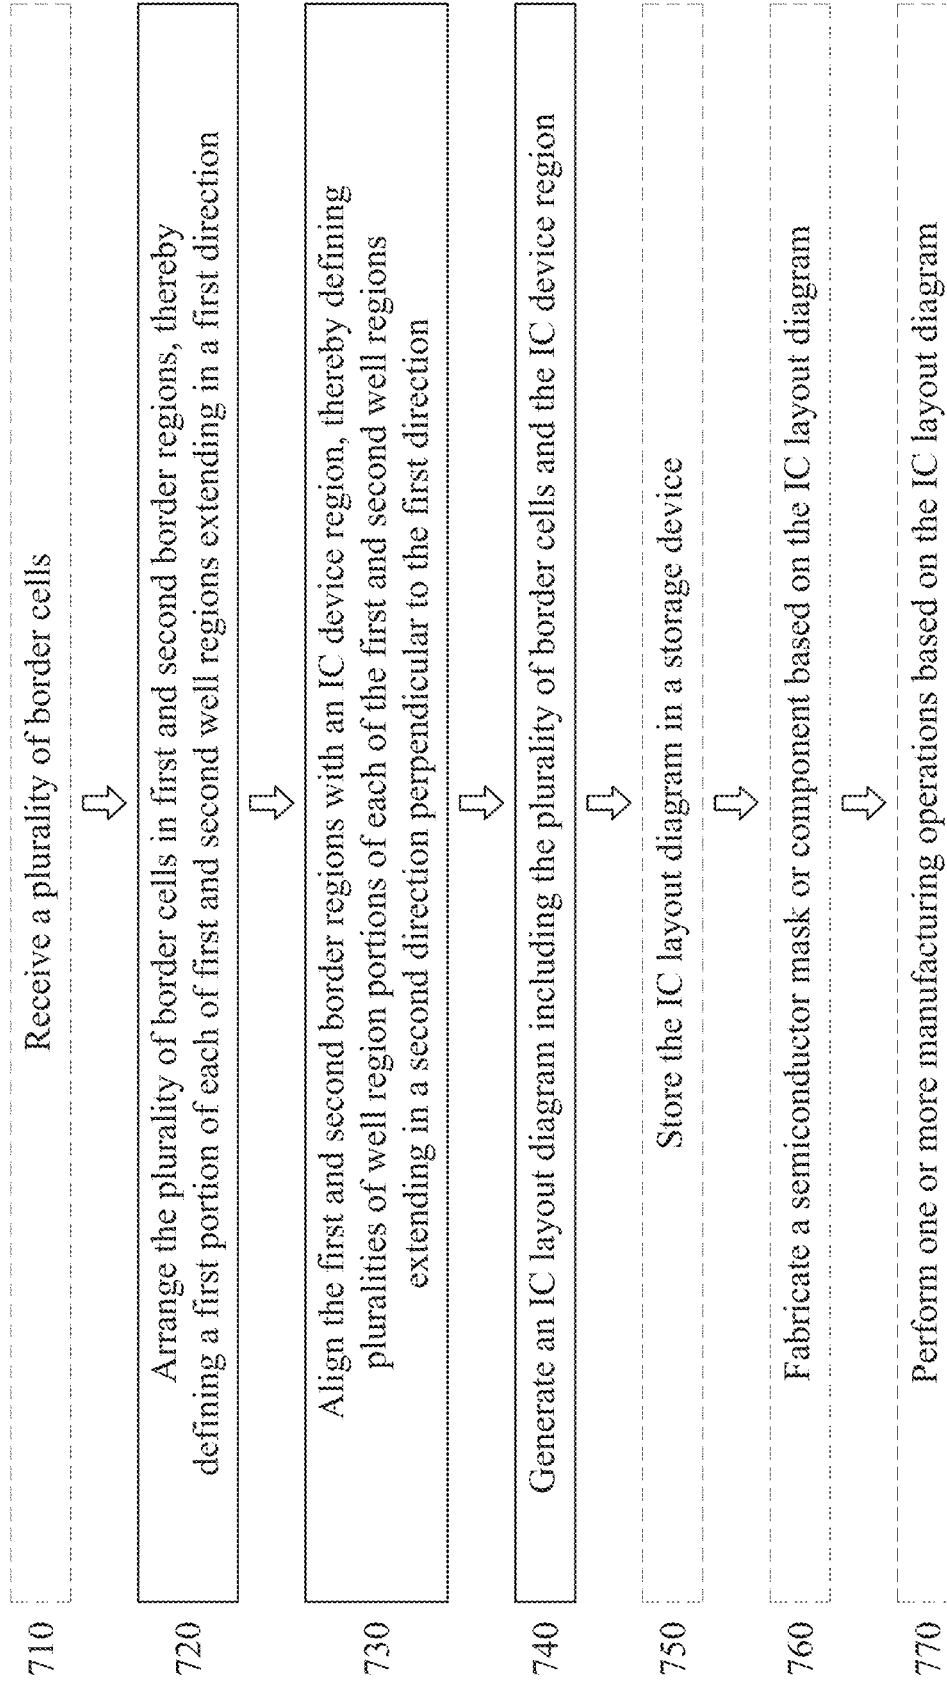 710
Receive a plurality of border cells
720
Arrange the plurality of border cells in first and second border regions, thereby
defining a first portion of each of first and second well regions extending in a first direction
730
Align the first and second border regions with an IC device region, thereby defining
pluralities of well region portions of each of the first and second well regions
extending in a second direction perpendicular to the first direction
740
Generate an IC layout diagram including the plurality of border cells and the IC device region
750
Store the IC layout diagram in a storage device
760
Fabricate a semiconductor mask or component based on the IC layout diagram
770
Perform one or more manufacturing operations based on the IC layout diagram